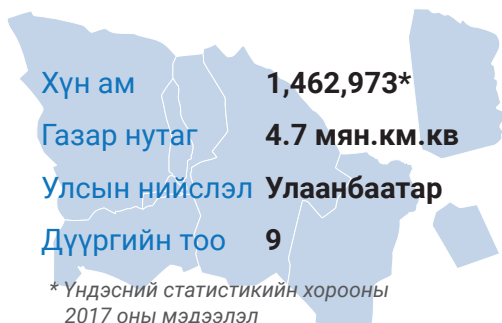 Хүн ам 1,462,973*
Газар нутаг 4.7 мян.км.кв
Улсын нийслэл Улаанбаатар
Дүүргийн тоо 9
* Үндэсний статистикийн хорооны
2017 оны мэдээлэл